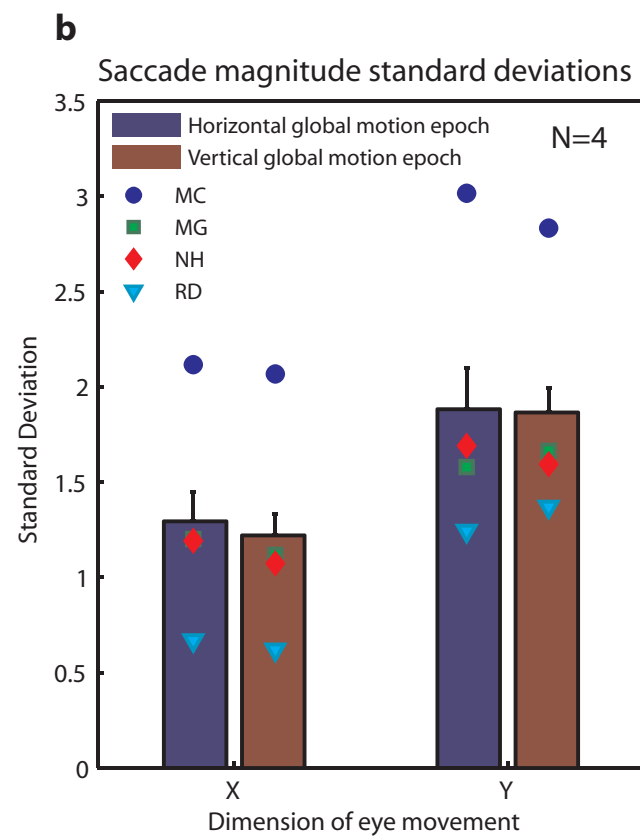 b
Saccade magnitude standard deviations
3.5
Horizontal global motion epoch
N=4
Vertical global motion epoch
3
MC
MG
NH
2.5
RD
2
Standard Deviation
1.5
1
0.5
0
X
Y
Dimension of eye movement